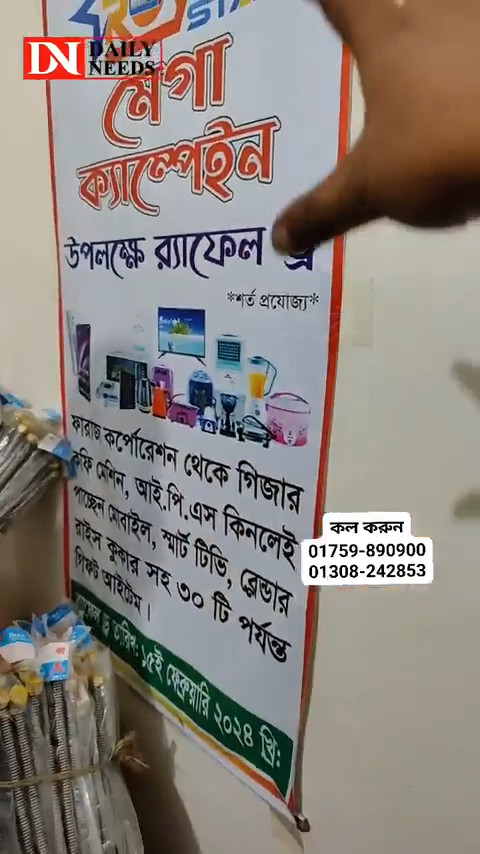 DN DAILY NEEDS
মেগা
ক্যাম্পেইন
উপলক্ষে র‍্যাফেল ড্র
*শর্ত প্রযোজ্য*
ফারাজ কর্পোরেশন থেকে গিজার
কফি মেশিন, আই.পি.এস কিনলেই
পাচ্ছেন মোবাইল, স্মার্ট টিভি, ব্লেন্ডার
রাইস কুকার সহ ৩০ টি পর্যন্ত
গিফট আইটেম।
ড্র তারিখ: ১৫ই ফেব্রুয়ারি ২০২৪ খ্রি:
কল করুন
01759-890900
01308-242853